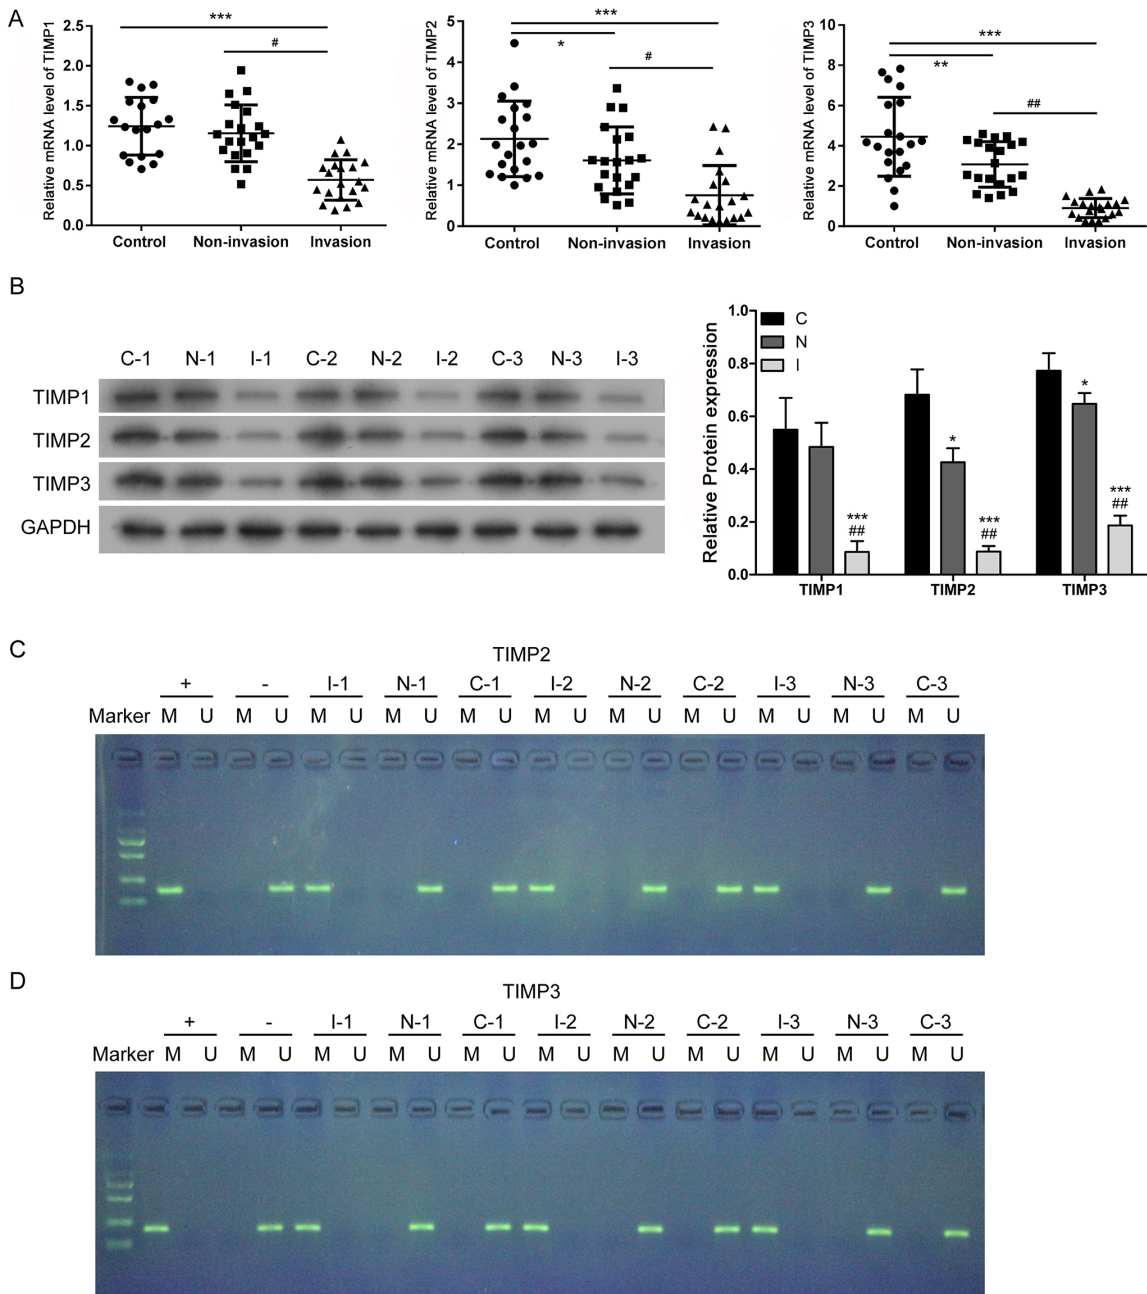 A
Relative mRNA level of TIMP1
2.5
2.0
1.5
1.0
0.5
0.0
***
#
Control Non-invasion Invasion
Relative mRNA level of TIMP2
5
4
3
2
1
0
***
*
#
Control Non-invasion Invasion
Relative mRNA level of TIMP3
10
8
6
4
2
0
***
**
##
Control Non-invasion Invasion
B
C-1 N-1 I-1 C-2 N-2 I-2 C-3 N-3 I-3
TIMP1
TIMP2
TIMP3
GAPDH
Relative Protein expression
1.0
0.8
0.6
0.4
0.2
0.0
C
N
I
***
##
*
***
##
*
***
##
TIMP1 TIMP2 TIMP3
C
TIMP2
+ - I-1 N-1 C-1 I-2 N-2 C-2 I-3 N-3 C-3
Marker M U M U M U M U M U M U M U M U M U M U M U
D
TIMP3
+ - I-1 N-1 C-1 I-2 N-2 C-2 I-3 N-3 C-3
Marker M U M U M U M U M U M U M U M U M U M U M U